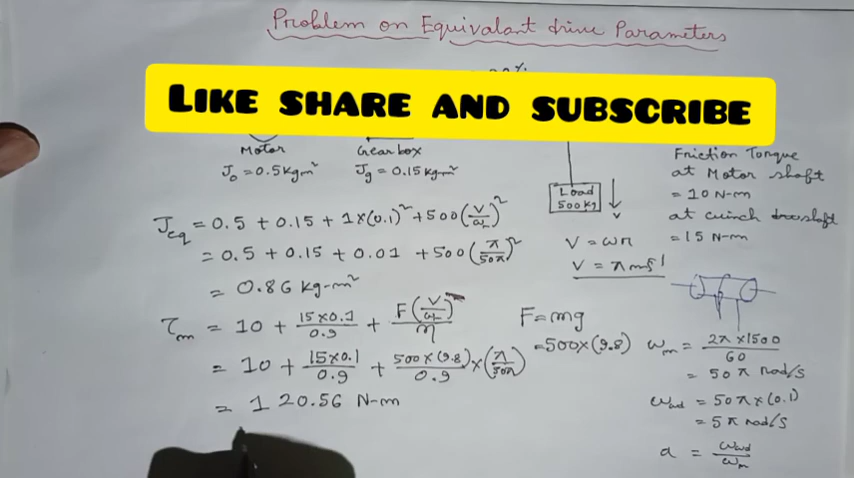 Problem on Equivalant drive Parameters
LIKE SHARE AND SUBSCRIBE
Motor
Gear box
J₀ = 0.5 kgm²
Jg = 0.15 kgm²
Load
500 kg
v
Friction Torque
at Motor shaft
= 10 N-m
at winch drum shaft
= 15 N-m
Jeq = 0.5 + 0.15 + 1×(0.1)² + 500(V/ωm)²
= 0.5 + 0.15 + 0.01 + 500(π/50π)²
= 0.86 kg-m²
V = ωr
V = π ms⁻¹
τm = 10 + 15×0.1/0.9 + F(V/ωm)/η
= 10 + 15×0.1/0.9 + 500×(9.8)/0.9 × (π/50π)
= 120.56 N-m
F = mg
= 500×(9.8)
ωm = 2π×1500/60
= 50π rad/s
ωwd = 50π×(0.1)
= 5π rad/s
a = ωwd/ωm